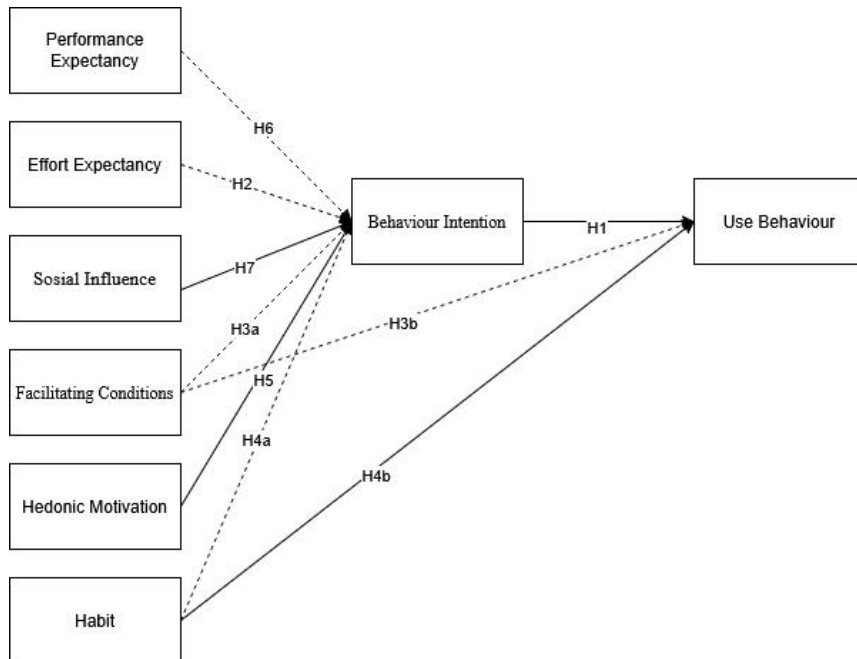 Performance
Expectancy
H6
Effort Expectancy
H2
Behaviour Intention
H1
Use Behaviour
Sosial Influence
H7
H3a
H3b
Facilitating Conditions
H5
H4a
H4b
Hedonic Motivation
Habit